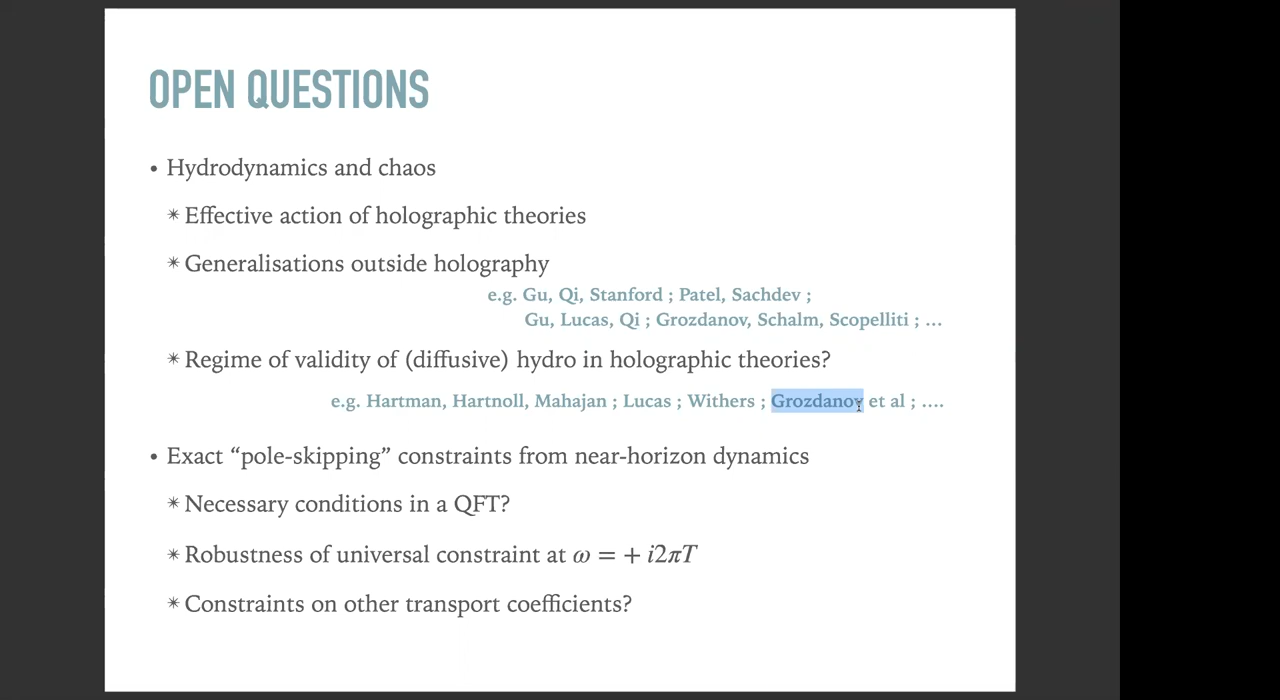 OPEN QUESTIONS
• Hydrodynamics and chaos
✴ Effective action of holographic theories
✴ Generalisations outside holography
e.g. Gu, Qi, Stanford ; Patel, Sachdev ;
Gu, Lucas, Qi ; Grozdanov, Schalm, Scopelliti ; …
✴ Regime of validity of (diffusive) hydro in holographic theories?
e.g. Hartman, Hartnoll, Mahajan ; Lucas ; Withers ; Grozdanov et al ; ….
• Exact “pole-skipping” constraints from near-horizon dynamics
✴ Necessary conditions in a QFT?
✴ Robustness of universal constraint at ω = + i2πT
✴ Constraints on other transport coefficients?